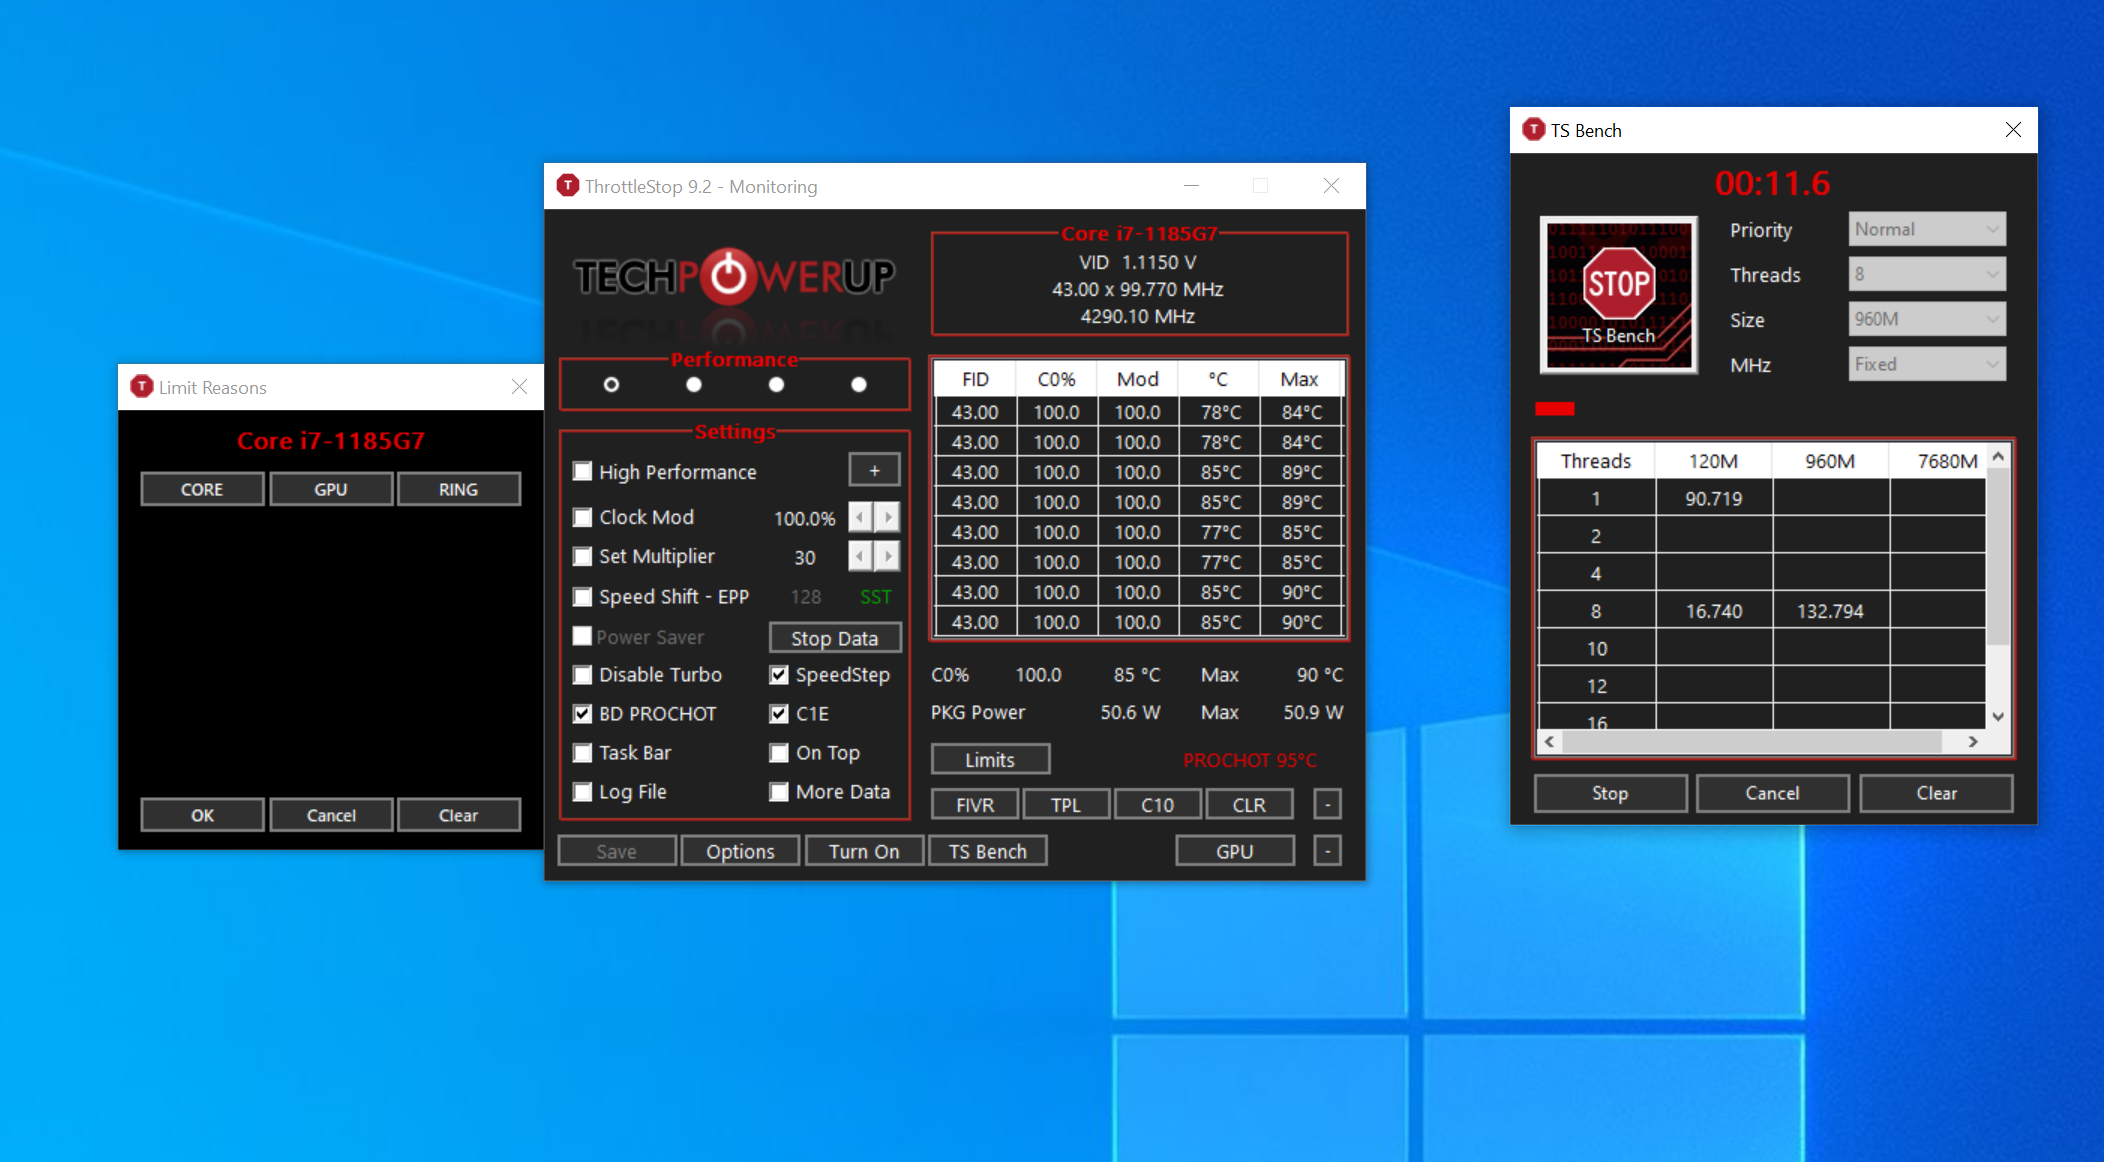 Limit Reasons
Core i7-1185G7
CORE GPU RING
OK Cancel Clear
ThrottleStop 9.2 - Monitoring
TECHPOWERUP
Performance
Settings
High Performance +
Clock Mod 100.0%
Set Multiplier 30
Speed Shift - EPP 128 SST
Power Saver Stop Data
Disable Turbo SpeedStep
BD PROCHOT C1E
Task Bar On Top
Log File More Data
Save Options Turn On TS Bench
Core i7-1185G7
VID 1.1150 V
43.00 x 99.770 MHz
4290.10 MHz
FID C0% Mod °C Max
43.00 100.0 100.0 78°C 84°C
43.00 100.0 100.0 78°C 84°C
43.00 100.0 100.0 85°C 89°C
43.00 100.0 100.0 85°C 89°C
43.00 100.0 100.0 77°C 85°C
43.00 100.0 100.0 77°C 85°C
43.00 100.0 100.0 85°C 90°C
43.00 100.0 100.0 85°C 90°C
C0% 100.0 85 °C Max 90 °C
PKG Power 50.6 W Max 50.9 W
Limits PROCHOT 95°C
FIVR TPL C10 CLR -
GPU -
TS Bench
00:11.6
STOP
TS Bench
Priority Normal
Threads 8
Size 960M
MHz Fixed
Threads 120M 960M 7680M
1 90.719
2
4
8 16.740 132.794
10
12
16
Stop Cancel Clear